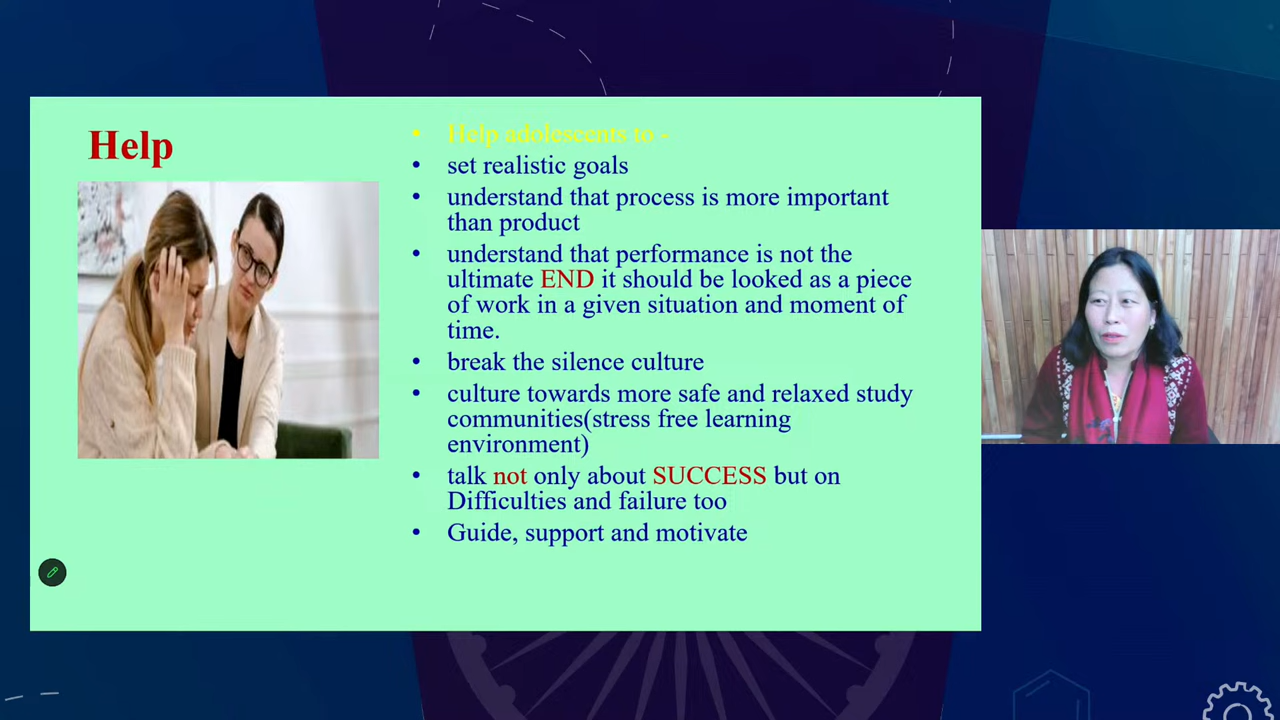 Help
• Help adolescents to -
• set realistic goals
• understand that process is more important
than product
• understand that performance is not the
ultimate END it should be looked as a piece
of work in a given situation and moment of
time.
• break the silence culture
• culture towards more safe and relaxed study
communities(stress free learning
environment)
• talk not only about SUCCESS but on
Difficulties and failure too
• Guide, support and motivate